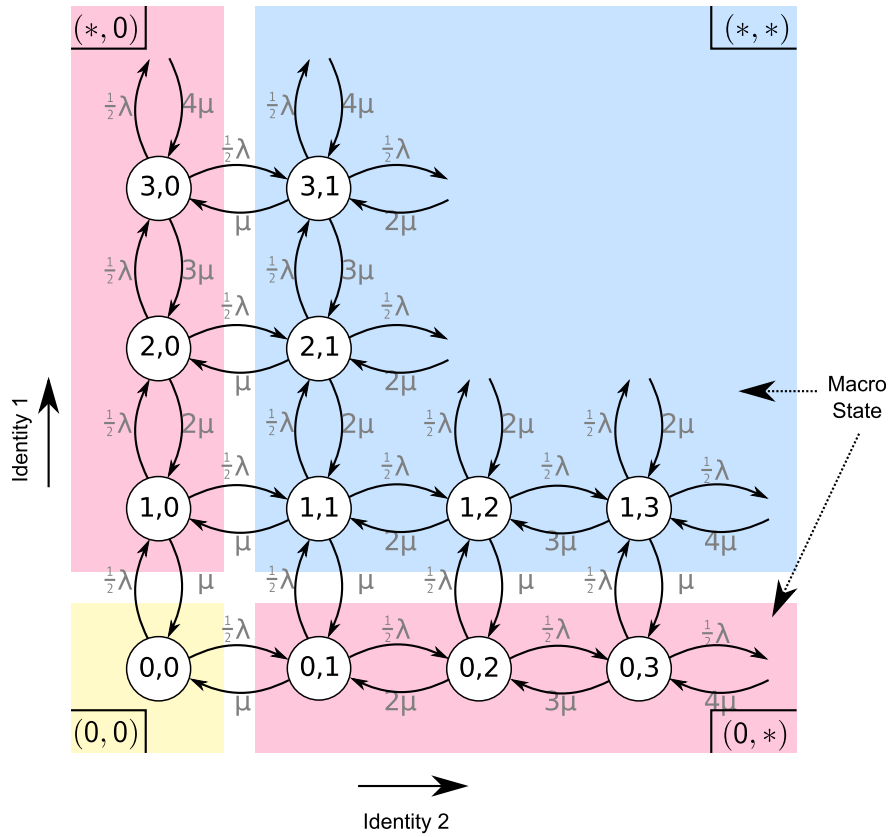 (∗, 0) (∗, ∗)
½λ 4μ ½λ 4μ
½λ ½λ
3,0 3,1
μ 2μ
½λ 3μ ½λ 3μ
½λ ½λ
2,0 2,1
μ 2μ
Macro
State
½λ 2μ ½λ 2μ ½λ 2μ ½λ 2μ
Identity 1
½λ ½λ ½λ ½λ
1,0 1,1 1,2 1,3
μ 2μ 3μ 4μ
½λ μ ½λ μ ½λ μ ½λ μ
½λ ½λ ½λ ½λ
0,0 0,1 0,2 0,3
μ 2μ 3μ 4μ
(0, 0) (0, ∗)
Identity 2